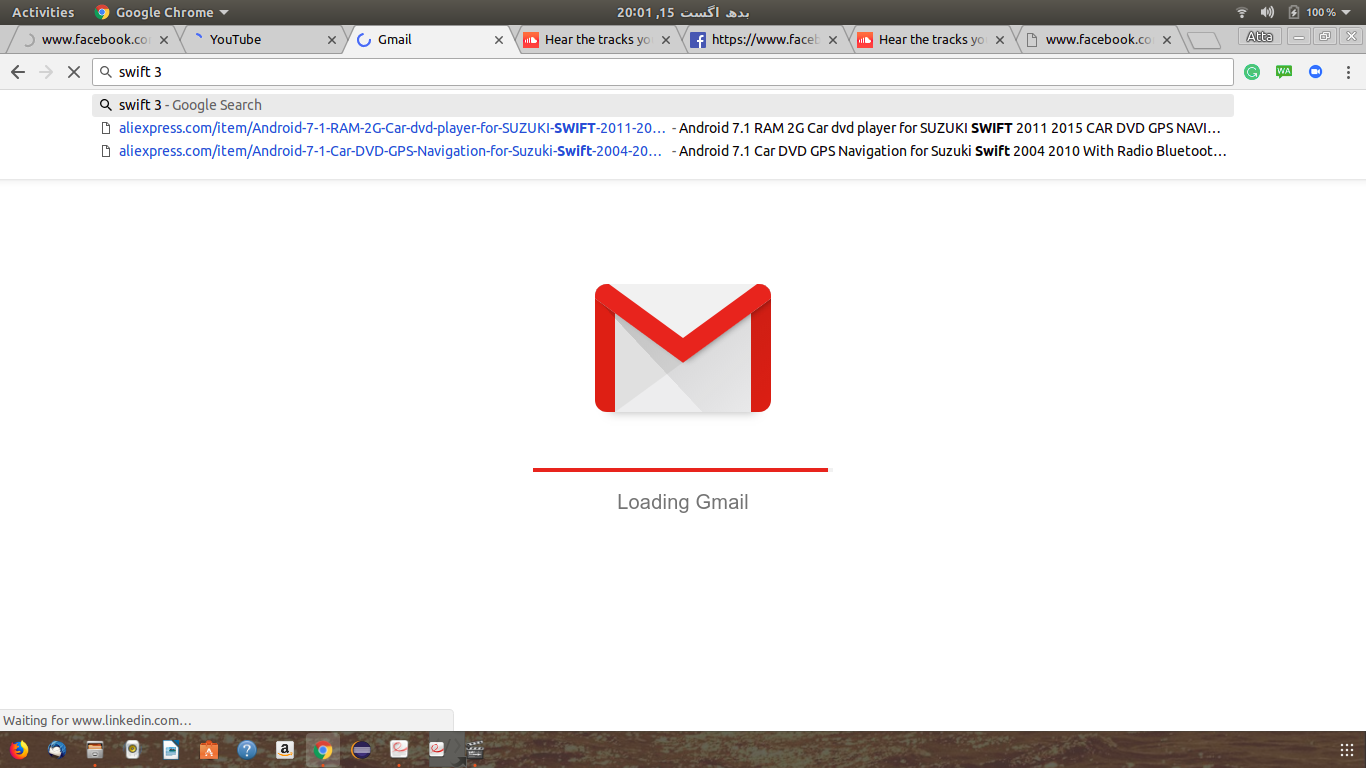 Activities Google Chrome بدھ اگست 15, 20:01 100 %
www.facebook.co YouTube Gmail Hear the tracks yo https://www.faceb Hear the tracks yo www.facebook.co Atta
swift 3
swift 3 - Google Search
aliexpress.com/item/Android-7-1-RAM-2G-Car-dvd-player-for-SUZUKI-SWIFT-2011-20… - Android 7.1 RAM 2G Car dvd player for SUZUKI SWIFT 2011 2015 CAR DVD GPS NAVI…
aliexpress.com/item/Android-7-1-Car-DVD-GPS-Navigation-for-Suzuki-Swift-2004-20… - Android 7.1 Car DVD GPS Navigation for Suzuki Swift 2004 2010 With Radio Bluetoot…
Loading Gmail
Waiting for www.linkedin.com…